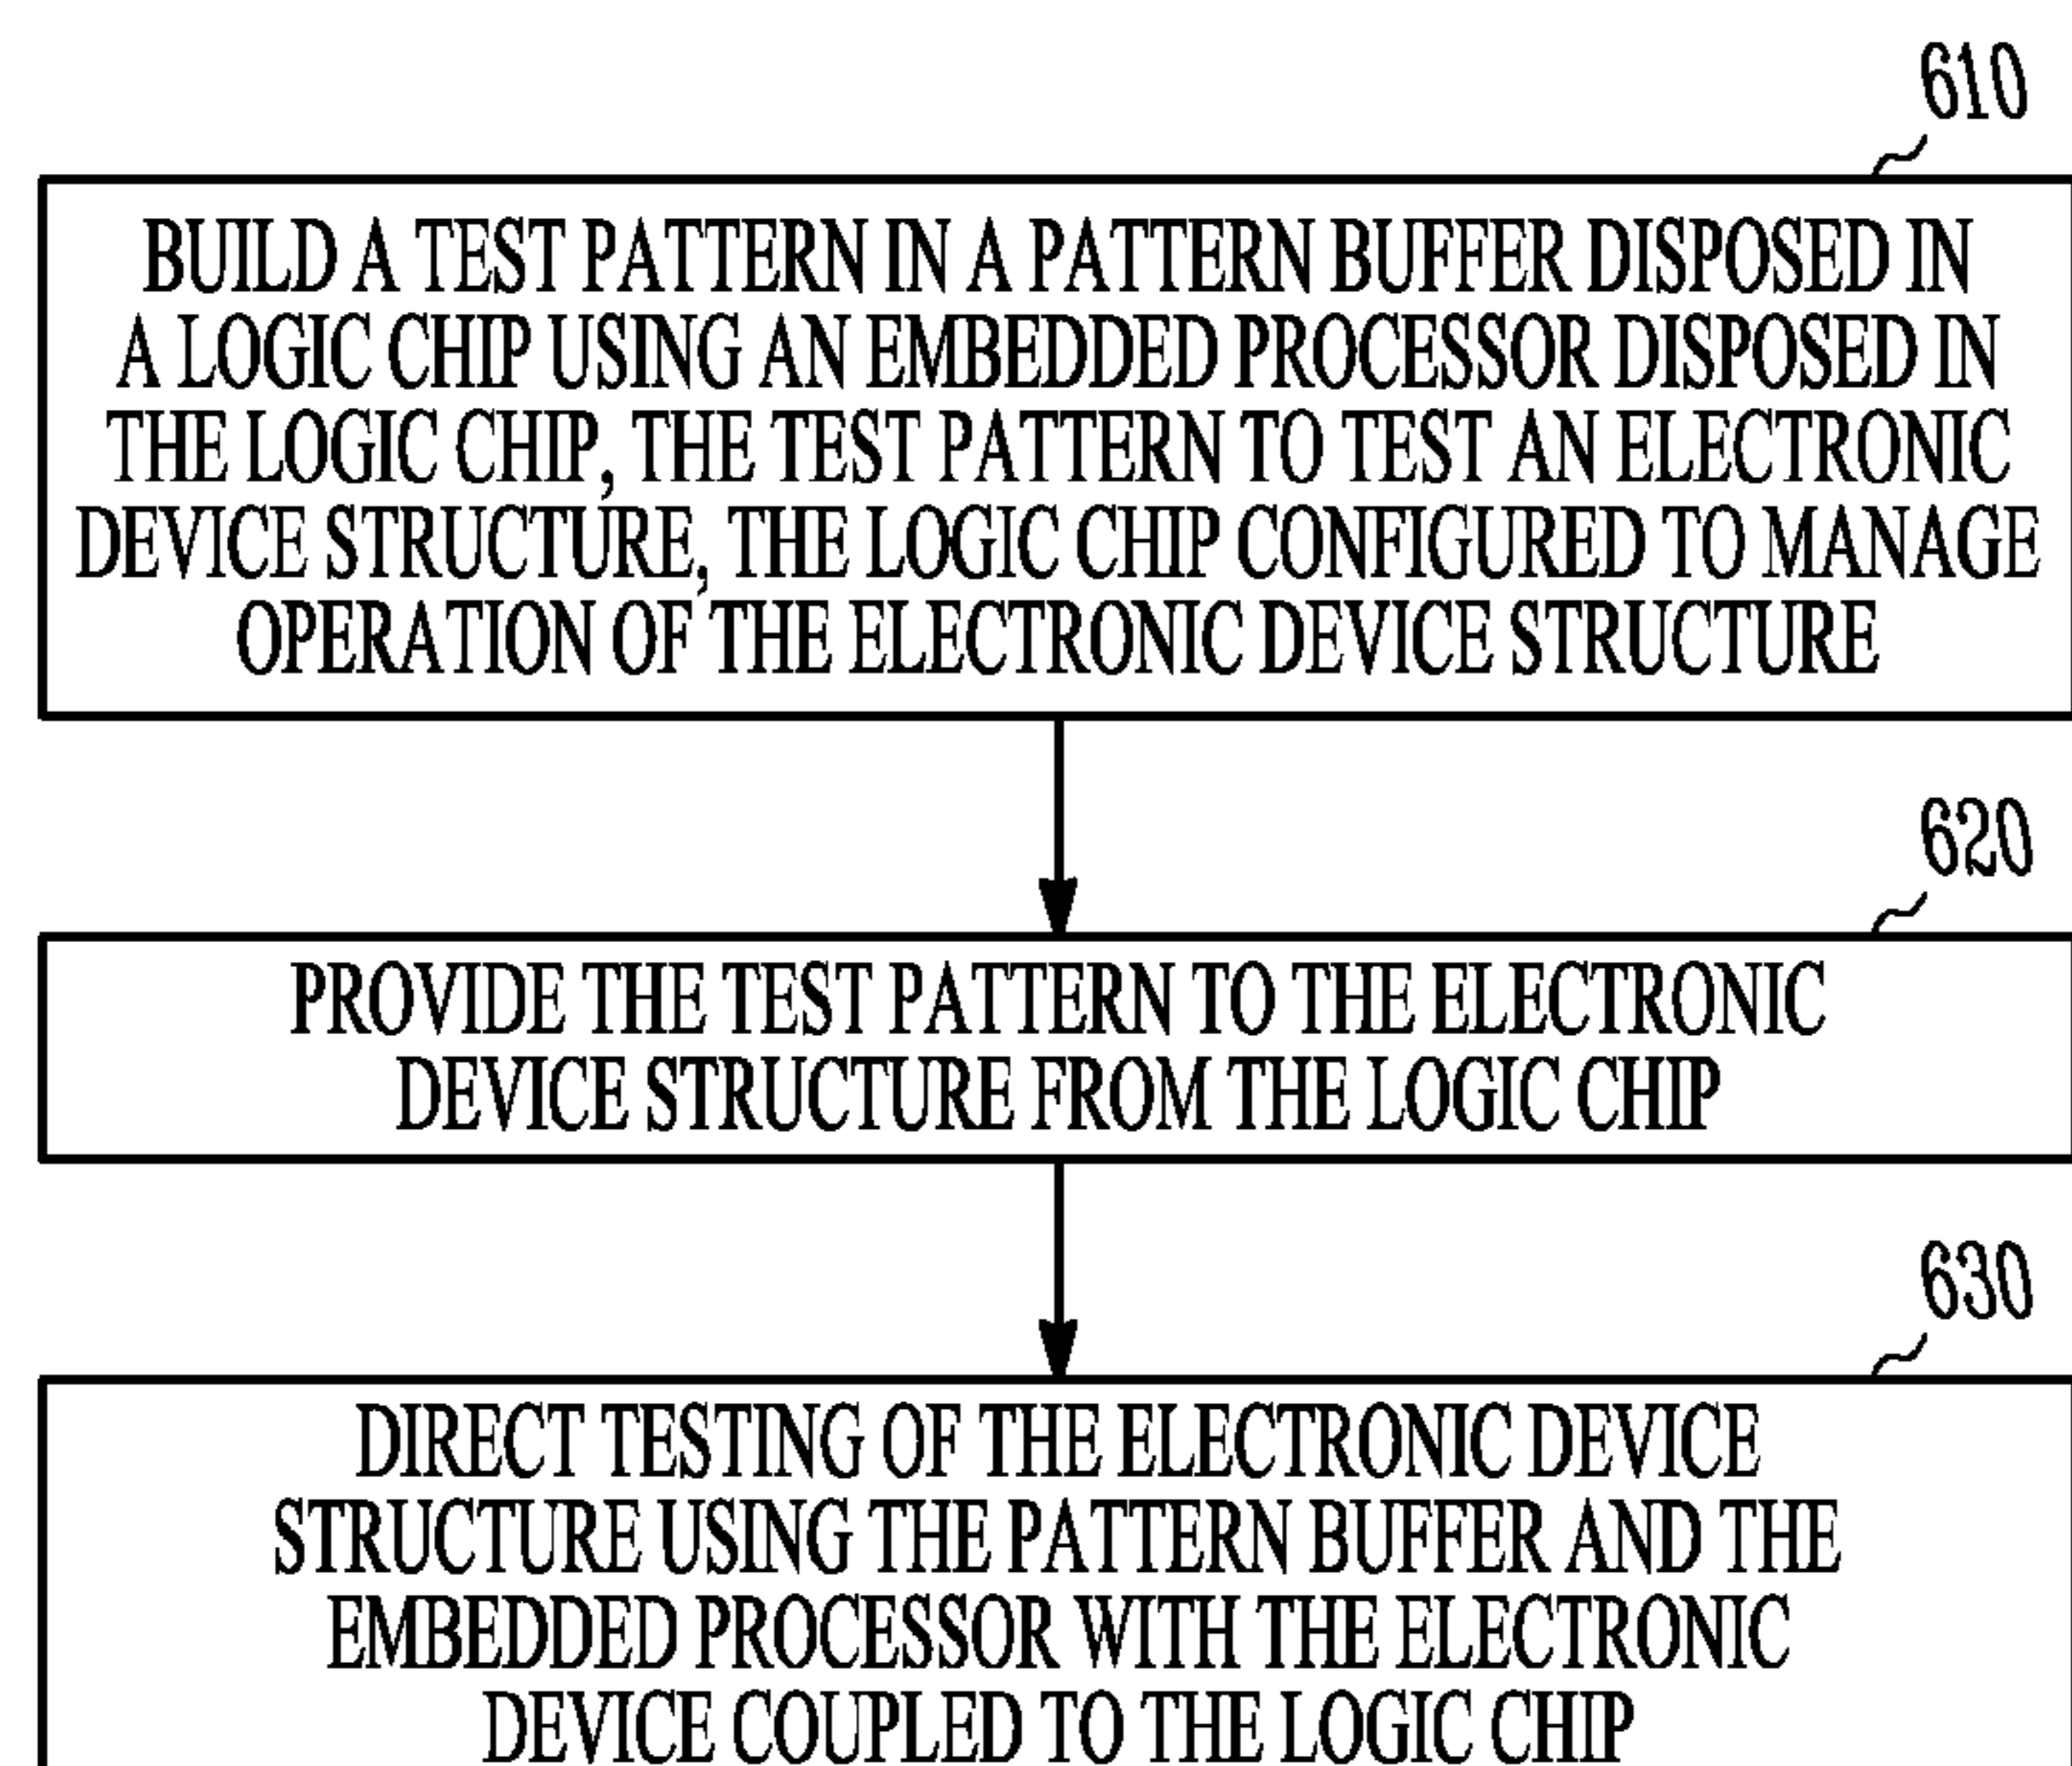 610
BUILD A TEST PATTERN IN A PATTERN BUFFER DISPOSED IN
A LOGIC CHIP USING AN EMBEDDED PROCESSOR DISPOSED IN
THE LOGIC CHIP, THE TEST PATTERN TO TEST AN ELECTRONIC
DEVICE STRUCTURE, THE LOGIC CHIP CONFIGURED TO MANAGE
OPERATION OF THE ELECTRONIC DEVICE STRUCTURE
620
PROVIDE THE TEST PATTERN TO THE ELECTRONIC
DEVICE STRUCTURE FROM THE LOGIC CHIP
630
DIRECT TESTING OF THE ELECTRONIC DEVICE
STRUCTURE USING THE PATTERN BUFFER AND THE
EMBEDDED PROCESSOR WITH THE ELECTRONIC
DEVICE COUPLED TO THE LOGIC CHIP